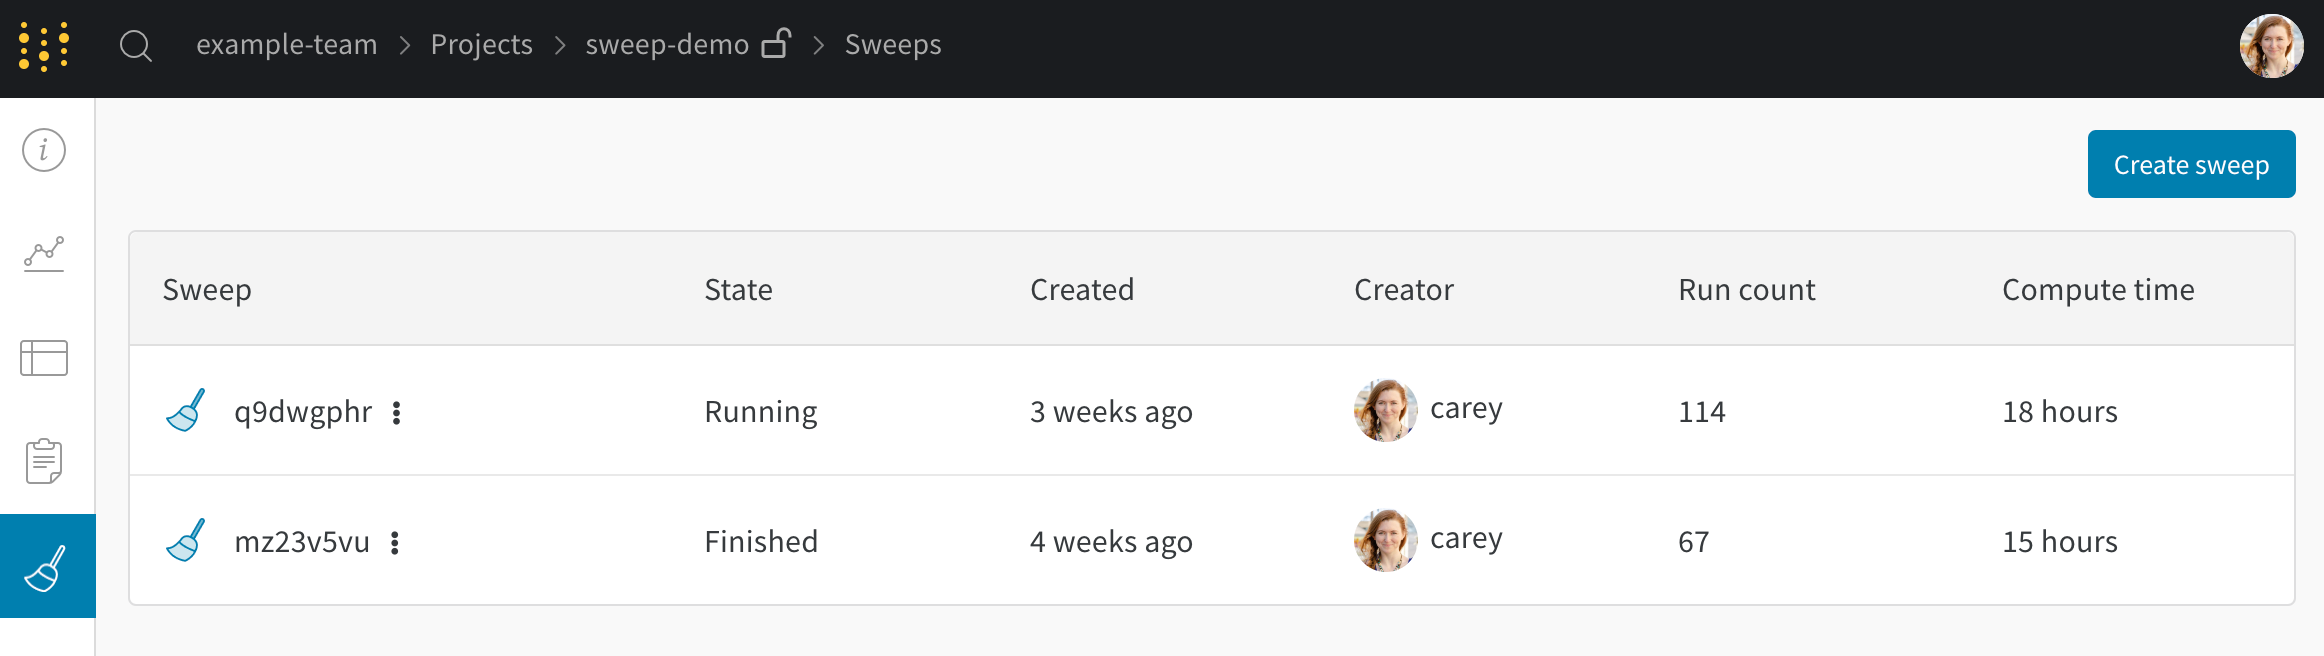 example-team > Projects > sweep-demo > Sweeps
Create sweep
Sweep State Created Creator Run count Compute time
q9dwgphr Running 3 weeks ago carey 114 18 hours
mz23v5vu Finished 4 weeks ago carey 67 15 hours